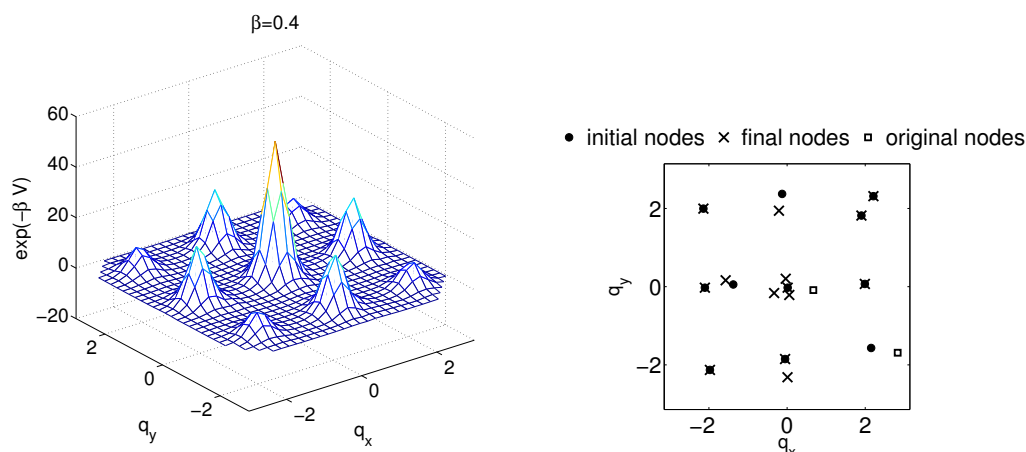 β=0.4
exp(−β V)
60
40
20
0
−20
2
0
−2
q_y
−2
0
2
q_x
initial nodes
final nodes
original nodes
2
0
−2
q_y
−2
0
2
q_x